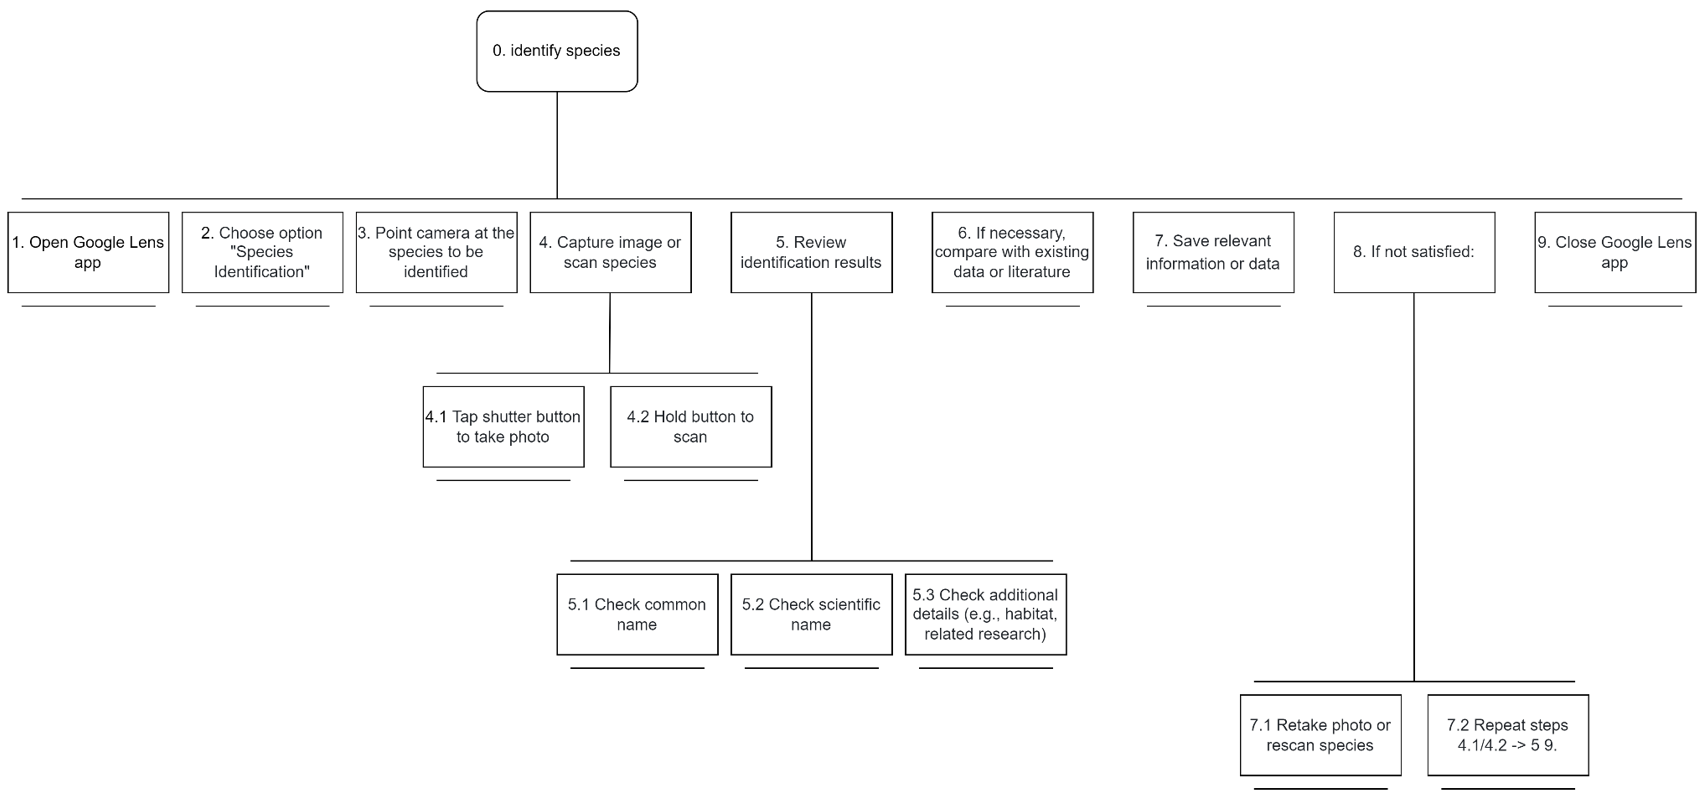 0. identify species
1. Open Google Lens
app
2. Choose option
"Species
Identification"
3. Point camera at the
species to be
identified
4. Capture image or
scan species
5. Review
identification results
6. If necessary,
compare with existing
data or literature
7. Save relevant
information or data
8. If not satisfied:
9. Close Google Lens
app
4.1 Tap shutter button
to take photo
4.2 Hold button to
scan
5.1 Check common
name
5.2 Check scientific
name
5.3 Check additional
details (e.g., habitat,
related research)
7.1 Retake photo or
rescan species
7.2 Repeat steps
4.1/4.2 -> 5 9.